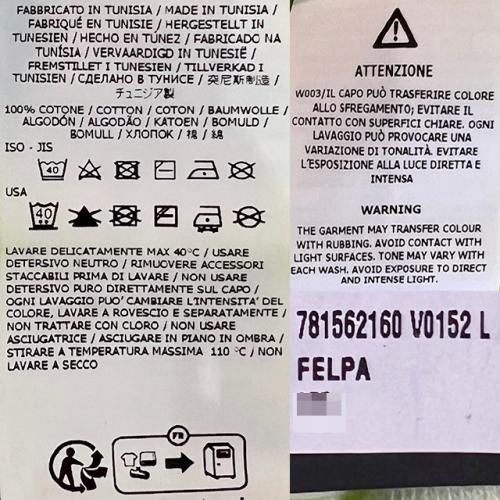 FABBRICATO IN TUNISIA / MADE IN TUNISIA /
FABRIQUÉ EN TUNISIE / HERGESTELLT IN
TUNESIEN / HECHO EN TÚNEZ / FABRICADO NA
TUNÍSIA / VERVAARDIGD IN TUNESIË /
FREMSTILLET I TUNESIEN / TILLVERKAD I
TUNISIEN / СДЕЛАНО В ТУНИСЕ / 突尼斯制造 /
チュニジア製
100% COTONE / COTTON / COTON / BAUMWOLLE /
ALGODÓN / ALGODÃO / KATOEN / BOMULD /
BOMULL / ХЛОПОК / 棉 / 綿
ISO - JIS
40
USA
40
LAVARE DELICATAMENTE MAX 40°C / USARE
DETERSIVO NEUTRO / RIMUOVERE ACCESSORI
STACCABILI PRIMA DI LAVARE / NON USARE
DETERSIVO PURO DIRETTAMENTE SUL CAPO /
OGNI LAVAGGIO PUO' CAMBIARE L'INTENSITA' DEL
COLORE, LAVARE A ROVESCIO E SEPARATAMENTE /
NON TRATTARE CON CLORO / NON USARE
ASCIUGATRICE / ASCIUGARE IN PIANO IN OMBRA /
STIRARE A TEMPERATURA MASSIMA 110 °C / NON
LAVARE A SECCO
FR
ATTENZIONE
W003/IL CAPO PUÒ TRASFERIRE COLORE
ALLO SFREGAMENTO; EVITARE IL
CONTATTO CON SUPERFICI CHIARE. OGNI
LAVAGGIO PUÒ PROVOCARE UNA
VARIAZIONE DI TONALITÀ. EVITARE
L'ESPOSIZIONE ALLA LUCE DIRETTA E
INTENSA
WARNING
THE GARMENT MAY TRANSFER COLOUR
WITH RUBBING. AVOID CONTACT WITH
LIGHT SURFACES. TONE MAY VARY WITH
EACH WASH. AVOID EXPOSURE TO DIRECT
AND INTENSE LIGHT.
781562160 V0152 L
FELPA